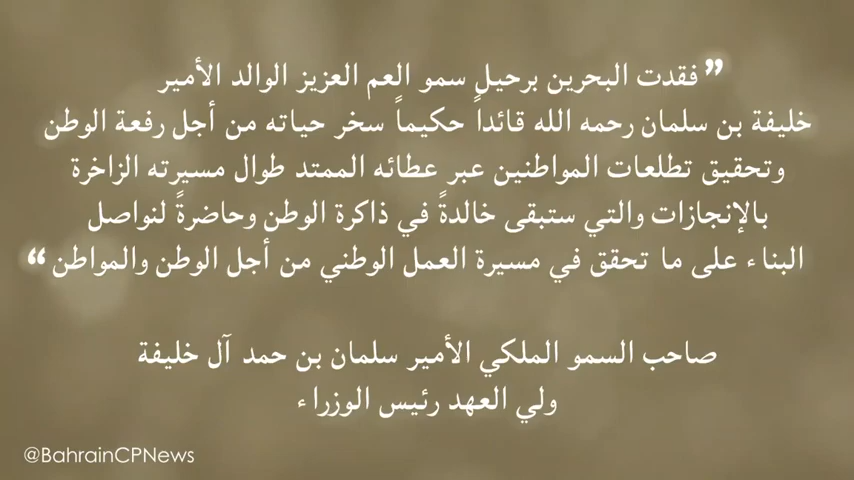 ”فقدت البحرين برحيل سمو العم العزيز الوالد الأمير
خليفة بن سلمان رحمه الله قائداً حكيماً سخر حياته من أجل رفعة الوطن
وتحقيق تطلعات المواطنين عبر عطائه الممتد طوال مسيرته الزاخرة
بالإنجازات والتي ستبقى خالدةً في ذاكرة الوطن وحاضرةً لنواصل
البناء على ما تحقق في مسيرة العمل الوطني من أجل الوطن والمواطن“
صاحب السمو الملكي الأمير سلمان بن حمد آل خليفة
ولي العهد رئيس الوزراء
@BahrainCPNews